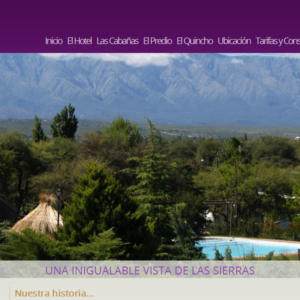 Inicio El Hotel Las Cabañas El Predio El Quincho Ubicación Tarifas y Cons
UNA INIGUALABLE VISTA DE LAS SIERRAS
Nuestra historia...